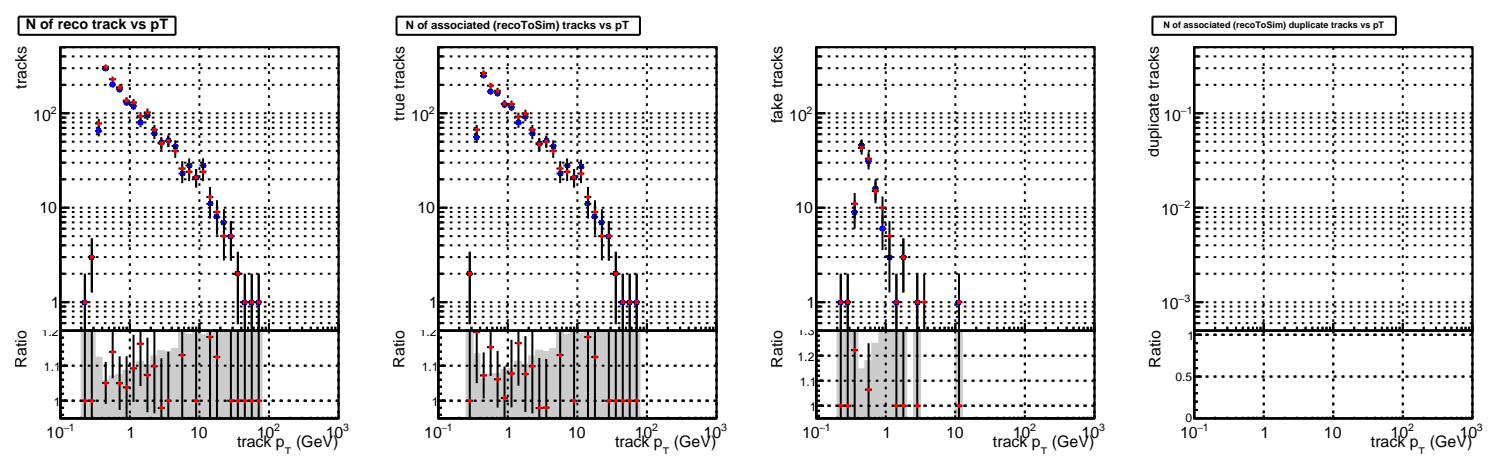 N of reco track vs pT
tracks
10²
10
1
Ratio
1.2
1.1
1
10⁻¹ 1 10 10² 10³
track p_T (GeV)
N of associated (recoToSim) tracks vs pT
true tracks
10²
10
1
Ratio
1.2
1.1
1
10⁻¹ 1 10 10² 10³
track p_T (GeV)
fake tracks
10²
10
1
Ratio
1.3
1.2
1.1
1
10⁻¹ 1 10 10² 10³
track p_T (GeV)
N of associated (recoToSim) duplicate tracks vs pT
duplicate tracks
10⁻¹
10⁻²
10⁻³
Ratio
1
0.5
0
10⁻¹ 1 10 10² 10³
track p_T (GeV)